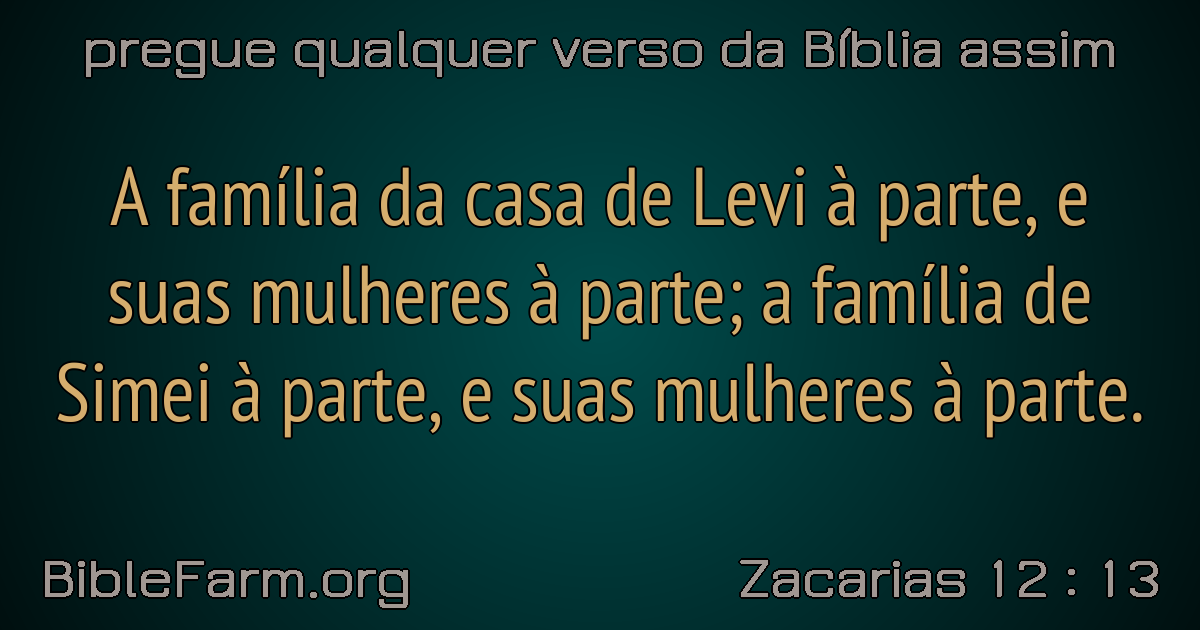 pregue qualquer verso da Bíblia assim
A família da casa de Levi à parte, e
suas mulheres à parte; a família de
Simei à parte, e suas mulheres à parte.
BibleFarm.org
Zacarias 12 : 13